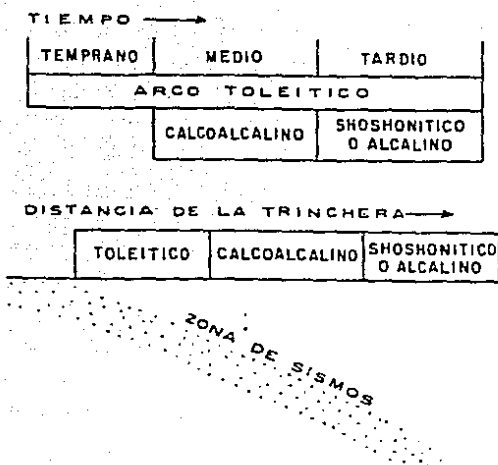 TIEMPO
TEMPRANO MEDIO TARDIO
ARCO TOLEITICO
CALCOALCALINO SHOSHONITICO O ALCALINO
DISTANCIA DE LA TRINCHERA
TOLEITICO CALCOALCALINO SHOSHONITICO O ALCALINO
ZONA DE SISMOS